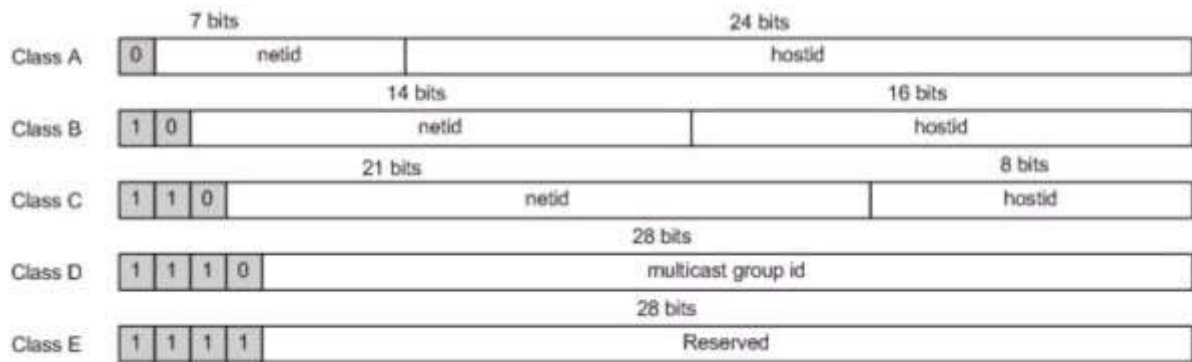 7 bits 24 bits
Class A 0 netid hostid
14 bits 16 bits
Class B 1 0 netid hostid
21 bits 8 bits
Class C 1 1 0 netid hostid
28 bits
Class D 1 1 1 0 multicast group id
28 bits
Class E 1 1 1 1 Reserved